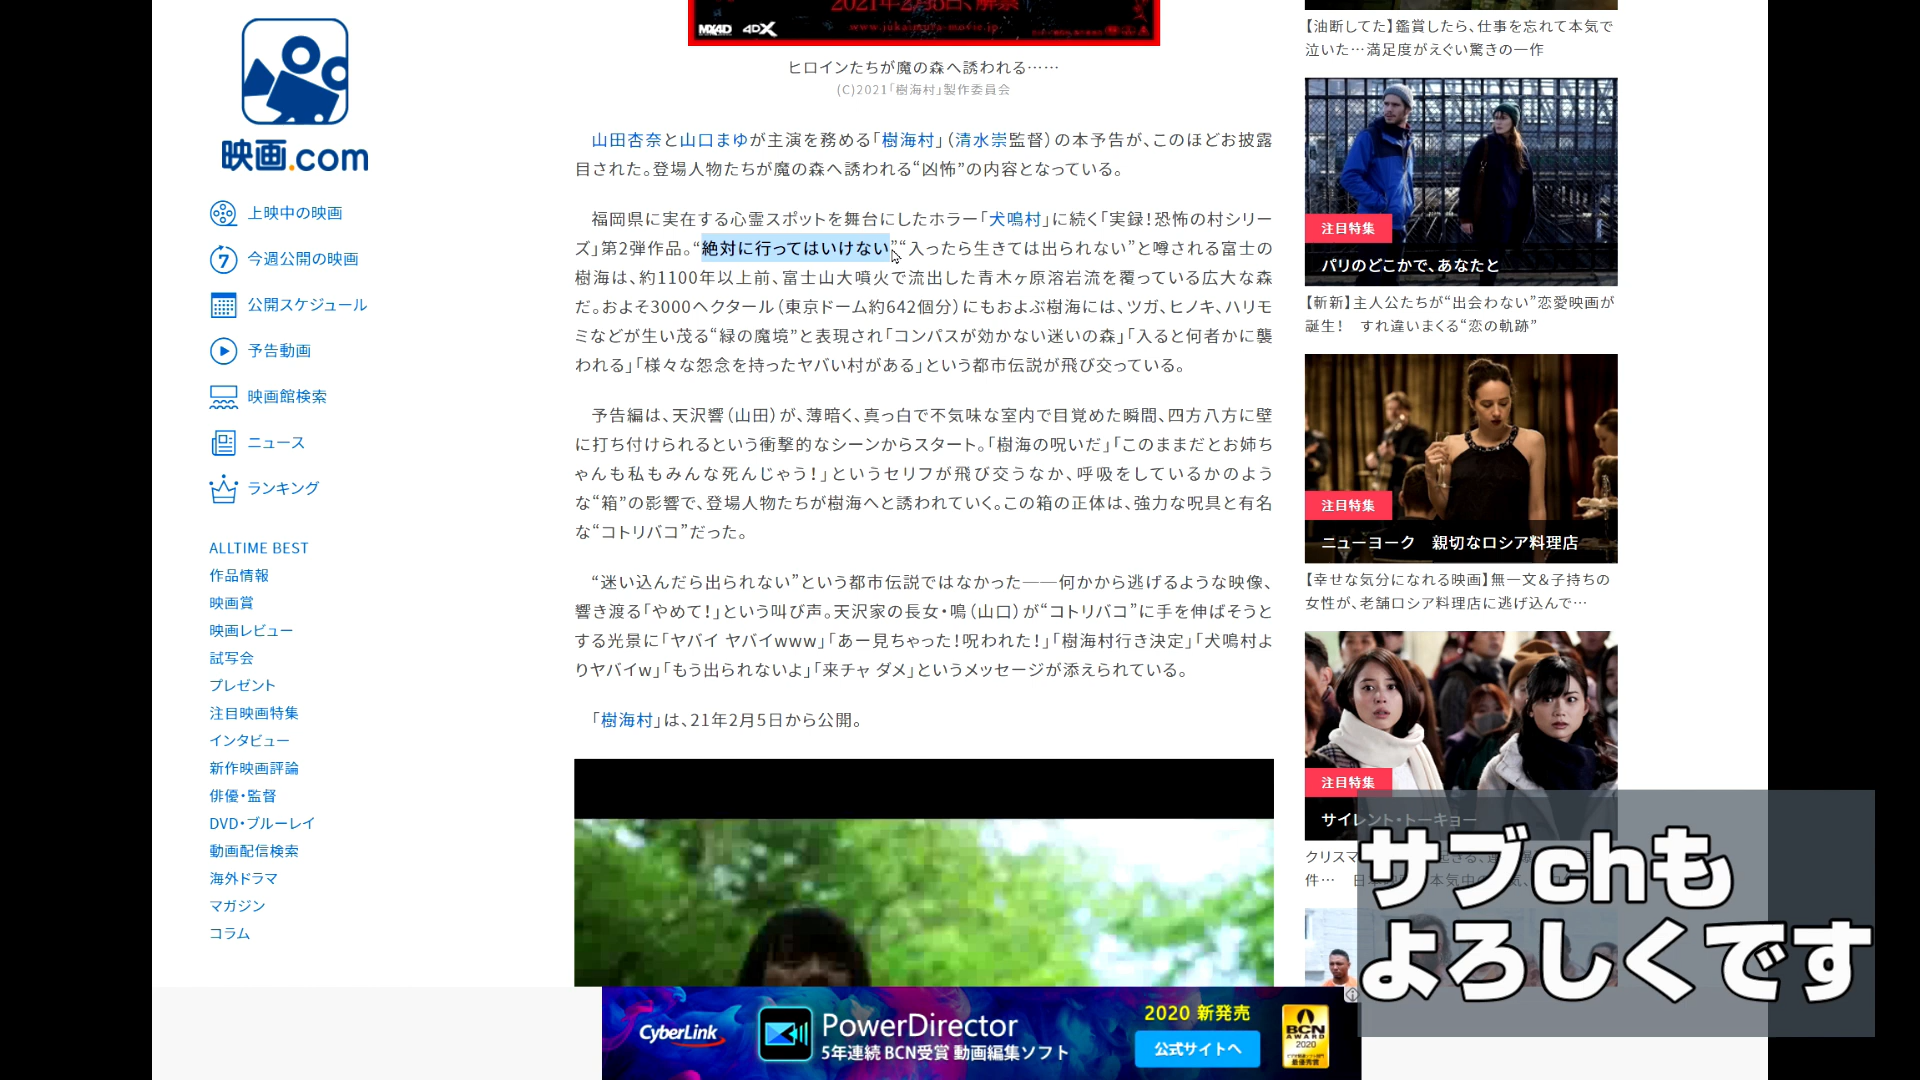 映画.com
上映中の映画
今週公開の映画
公開スケジュール
予告動画
映画館検索
ニュース
ランキング
ALLTIME BEST
作品情報
映画賞
映画レビュー
試写会
プレゼント
注目映画特集
インタビュー
新作映画評論
俳優・監督
DVD・ブルーレイ
動画配信検索
海外ドラマ
マガジン
コラム
2021年2月5日、解禁
MX4D 4DX
www.jukaimura-movie.jp
ヒロインたちが魔の森へ誘われる……
(C)2021「樹海村」製作委員会
山田杏奈と山口まゆが主演を務める「樹海村」（清水崇監督）の本予告が、このほどお披露
目された。登場人物たちが魔の森へ誘われる“凶怖”の内容となっている。
福岡県に実在する心霊スポットを舞台にしたホラー「犬鳴村」に続く「実録！恐怖の村シリー
ズ」第2弾作品。“絶対に行ってはいけない”“入ったら生きては出られない”と噂される富士の
樹海は、約1100年以上前、富士山大噴火で流出した青木ヶ原溶岩流を覆っている広大な森
だ。およそ3000ヘクタール（東京ドーム約642個分）にもおよぶ樹海には、ツガ、ヒノキ、ハリモ
ミなどが生い茂る“緑の魔境”と表現され「コンパスが効かない迷いの森」「入ると何者かに襲
われる」「様々な怨念を持ったヤバい村がある」という都市伝説が飛び交っている。
予告編は、天沢響（山田）が、薄暗く、真っ白で不気味な室内で目覚めた瞬間、四方八方に壁
に打ち付けられるという衝撃的なシーンからスタート。「樹海の呪いだ」「このままだとお姉ち
ゃんも私もみんな死んじゃう！」というセリフが飛び交うなか、呼吸をしているかのよう
な“箱”の影響で、登場人物たちが樹海へと誘われていく。この箱の正体は、強力な呪具と有名
な“コトリバコ”だった。
“迷い込んだら出られない”という都市伝説ではなかった──何かから逃げるような映像、
響き渡る「やめて！」という叫び声。天沢家の長女・鳴（山口）が“コトリバコ”に手を伸ばそうと
する光景に「ヤバイ ヤバイwww」「あー見ちゃった！呪われた！」「樹海村行き決定」「犬鳴村よ
りヤバイw」「もう出られないよ」「来チャ ダメ」というメッセージが添えられている。
「樹海村」は、21年2月5日から公開。
【油断してた】鑑賞したら、仕事を忘れて本気で
泣いた…満足度がえぐい驚きの一作
注目特集
パリのどこかで、あなたと
【斬新】主人公たちが“出会わない”恋愛映画が
誕生！ すれ違いまくる“恋の軌跡”
注目特集
ニューヨーク 親切なロシア料理店
【幸せな気分になれる映画】無一文＆子持ちの
女性が、老舗ロシア料理店に逃げ込んで…
注目特集
サイレント・トーキョー
クリスマ
件…
サブchも
よろしくです
CyberLink
PowerDirector
5年連続 BCN受賞 動画編集ソフト
2020 新発売
公式サイトへ
BCN
AWARD
2020
最優秀賞